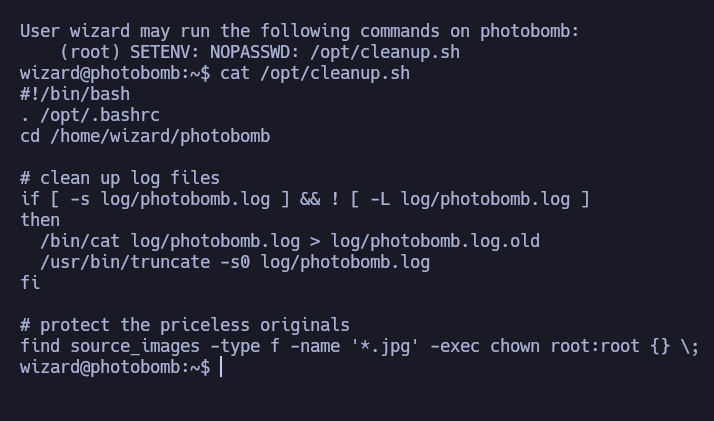 User wizard may run the following commands on photobomb:
    (root) SETENV: NOPASSWD: /opt/cleanup.sh
wizard@photobomb:~$ cat /opt/cleanup.sh
#!/bin/bash
. /opt/.bashrc
cd /home/wizard/photobomb

# clean up log files
if [ -s log/photobomb.log ] && ! [ -L log/photobomb.log ]
then
  /bin/cat log/photobomb.log > log/photobomb.log.old
  /usr/bin/truncate -s0 log/photobomb.log
fi

# protect the priceless originals
find source_images -type f -name '*.jpg' -exec chown root:root {} \;
wizard@photobomb:~$